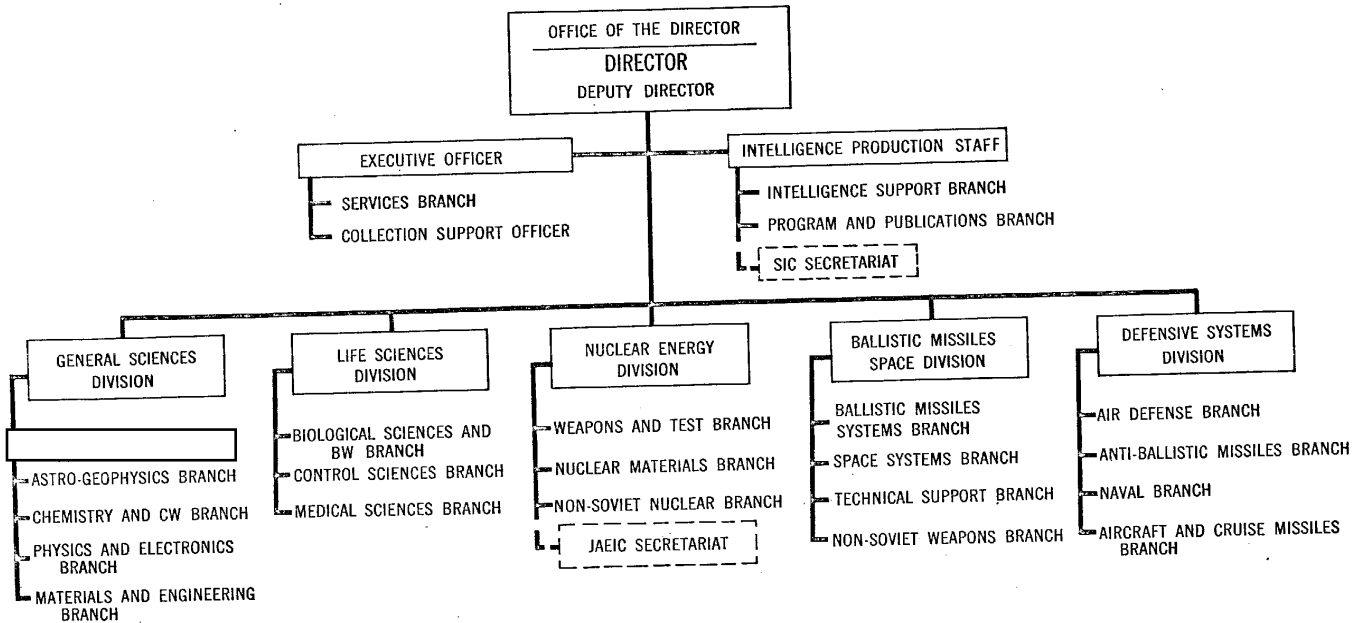 OFFICE OF THE DIRECTOR
DIRECTOR
DEPUTY DIRECTOR
EXECUTIVE OFFICER
SERVICES BRANCH
COLLECTION SUPPORT OFFICER
INTELLIGENCE PRODUCTION STAFF
INTELLIGENCE SUPPORT BRANCH
PROGRAM AND PUBLICATIONS BRANCH
SIC SECRETARIAT
GENERAL SCIENCES
DIVISION
ASTRO-GEOPHYSICS BRANCH
CHEMISTRY AND CW BRANCH
PHYSICS AND ELECTRONICS
BRANCH
MATERIALS AND ENGINEERING
BRANCH
LIFE SCIENCES
DIVISION
BIOLOGICAL SCIENCES AND
BW BRANCH
CONTROL SCIENCES BRANCH
MEDICAL SCIENCES BRANCH
NUCLEAR ENERGY
DIVISION
WEAPONS AND TEST BRANCH
NUCLEAR MATERIALS BRANCH
NON-SOVIET NUCLEAR BRANCH
JAEIC SECRETARIAT
BALLISTIC MISSILES
SPACE DIVISION
BALLISTIC MISSILES
SYSTEMS BRANCH
SPACE SYSTEMS BRANCH
TECHNICAL SUPPORT BRANCH
NON-SOVIET WEAPONS BRANCH
DEFENSIVE SYSTEMS
DIVISION
AIR DEFENSE BRANCH
ANTI-BALLISTIC MISSILES BRANCH
NAVAL BRANCH
AIRCRAFT AND CRUISE MISSILES
BRANCH